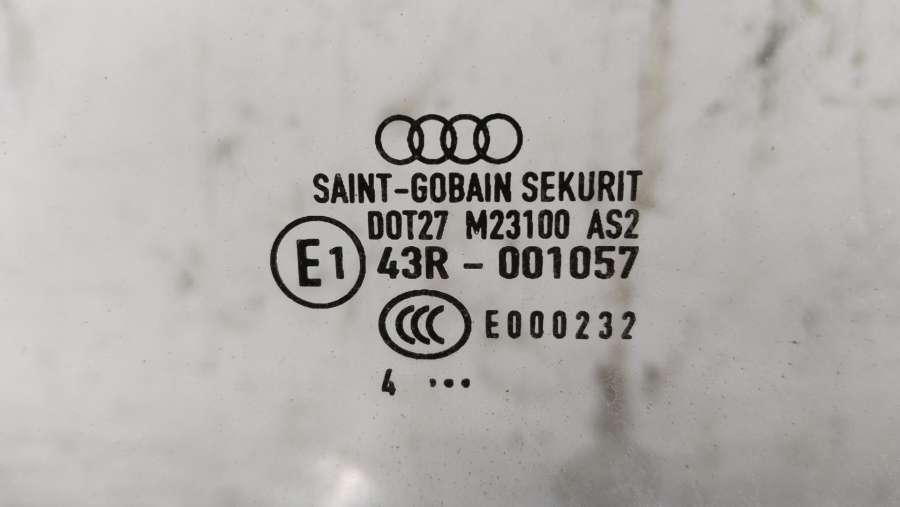 SAINT-GOBAIN SEKURIT
DOT27 M23100 AS2
E1 43R - 001057
CCC E000232
4 ...